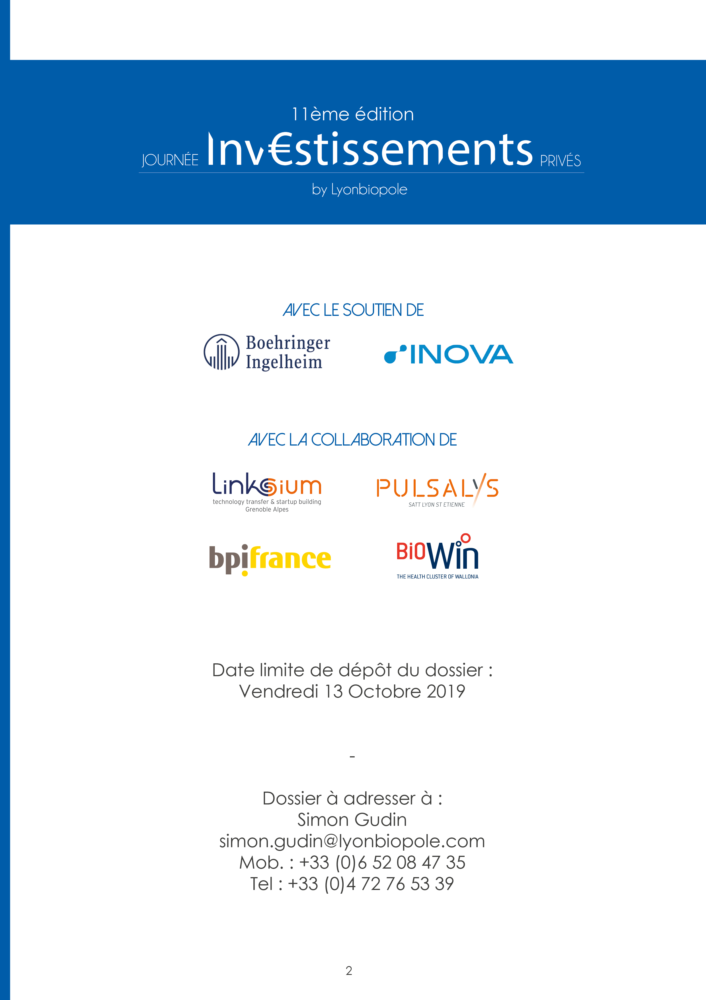 11ème édition
JOURNÉE Inv€stissements PRIVÉS
by Lyonbiopole
AVEC LE SOUTIEN DE
Boehringer
Ingelheim
INOVA
AVEC LA COLLABORATION DE
Linksium
technology transfer & startup building
Grenoble Alpes
PULSALYS
SATT LYON ST ETIENNE
bpifrance
BiOWin
THE HEALTH CLUSTER OF WALLONIA
Date limite de dépôt du dossier :
Vendredi 13 Octobre 2019
-
Dossier à adresser à :
Simon Gudin
simon.gudin@lyonbiopole.com
Mob. : +33 (0)6 52 08 47 35
Tel : +33 (0)4 72 76 53 39
2